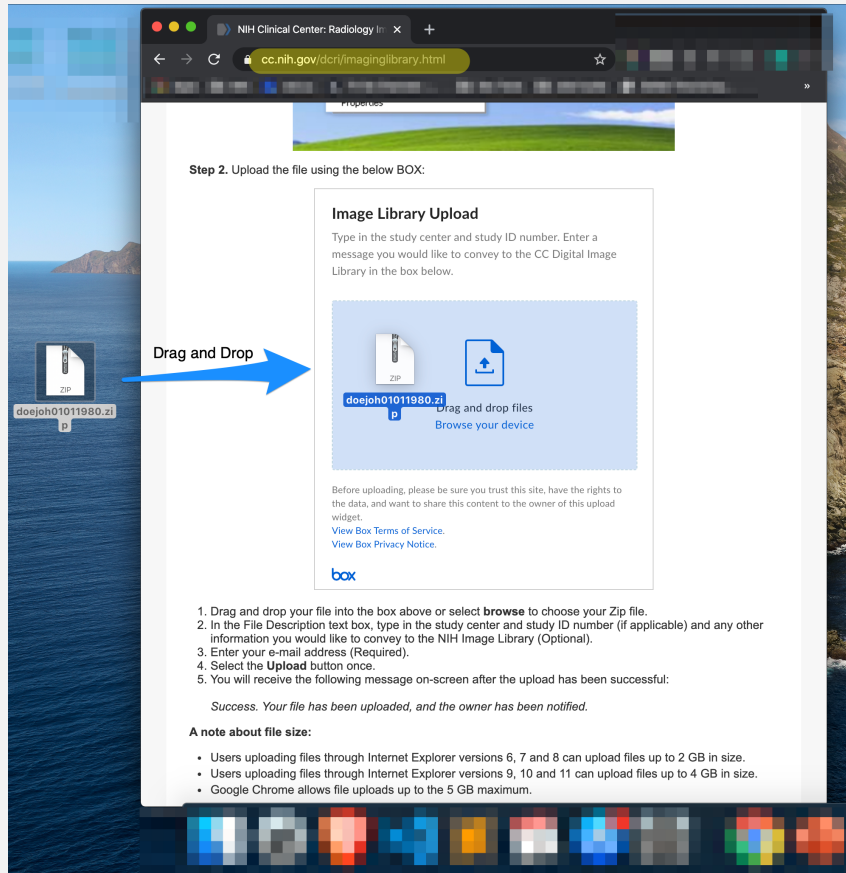 NIH Clinical Center: Radiology Im
cc.nih.gov/dcri/imaginglibrary.html
»
Properties
Step 2. Upload the file using the below BOX:
Image Library Upload
Type in the study center and study ID number. Enter a
message you would like to convey to the CC Digital Image
Library in the box below.
Drag and Drop
ZIP
doejoh01011980.zi
p
ZIP
doejoh01011980.zi
p
Drag and drop files
Browse your device
Before uploading, please be sure you trust this site, have the rights to
the data, and want to share this content to the owner of this upload
widget.
View Box Terms of Service.
View Box Privacy Notice.
box
1. Drag and drop your file into the box above or select browse to choose your Zip file.
2. In the File Description text box, type in the study center and study ID number (if applicable) and any other
information you would like to convey to the NIH Image Library (Optional).
3. Enter your e-mail address (Required).
4. Select the Upload button once.
5. You will receive the following message on-screen after the upload has been successful:
Success. Your file has been uploaded, and the owner has been notified.
A note about file size:
• Users uploading files through Internet Explorer versions 6, 7 and 8 can upload files up to 2 GB in size.
• Users uploading files through Internet Explorer versions 9, 10 and 11 can upload files up to 4 GB in size.
• Google Chrome allows file uploads up to the 5 GB maximum.